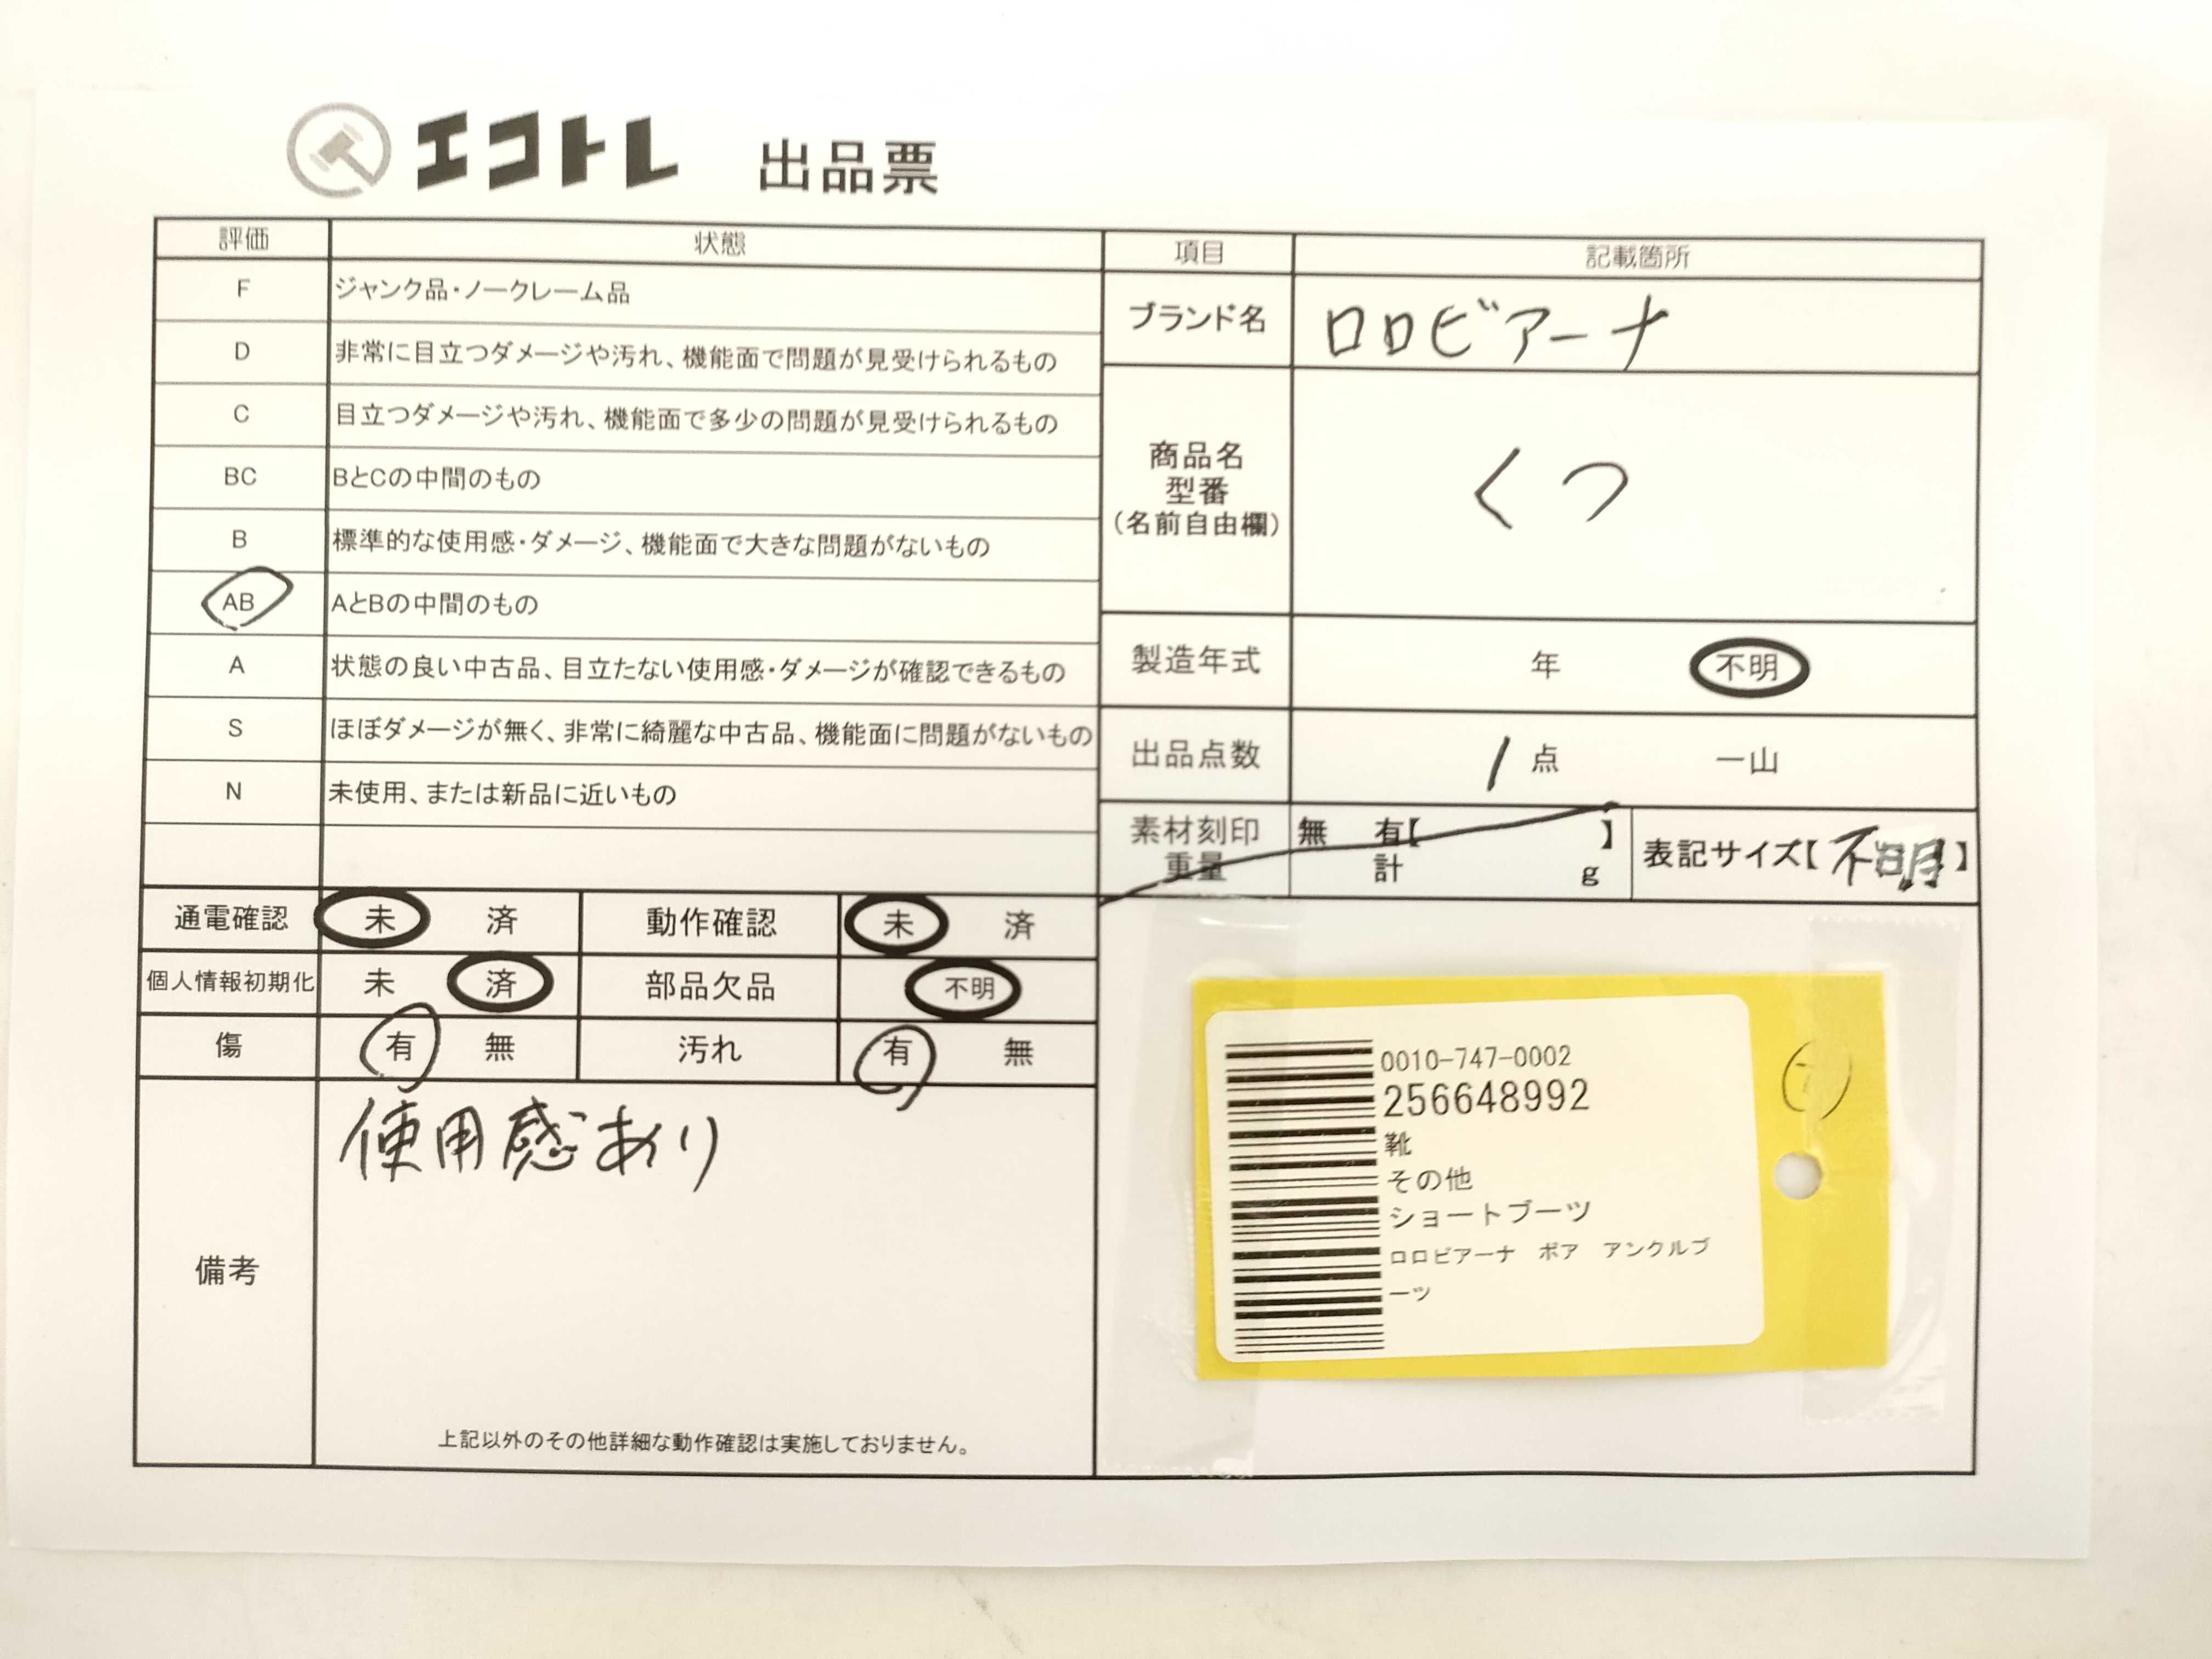 エコトレ 出品票
評価 状態
F ジャンク品・ノークレーム品
D 非常に目立つダメージや汚れ、機能面で問題が見受けられるもの
C 目立つダメージや汚れ、機能面で多少の問題が見受けられるもの
BC BとCの中間のもの
B 標準的な使用感・ダメージ、機能面で大きな問題がないもの
AB AとBの中間のもの
A 状態の良い中古品、目立たない使用感・ダメージが確認できるもの
S ほぼダメージが無く、非常に綺麗な中古品、機能面に問題がないもの
N 未使用、または新品に近いもの
項目 記載箇所
ブランド名 ロロピアーナ
商品名
型番
(名前自由欄)
くつ
製造年式 年 不明
出品点数 1点 一山
素材刻印 無 有【 】
重量 計 g
表記サイズ【不明】
通電確認 未 済 動作確認 未 済
個人情報初期化 未 済 部品欠品 不明
傷 有 無 汚れ 有 無
備考
使用感あり
上記以外のその他詳細な動作確認は実施しておりません。
0010-747-0002
256648992
靴
その他
ショートブーツ
ロロピアーナ ボア アンクルブ
ーツ